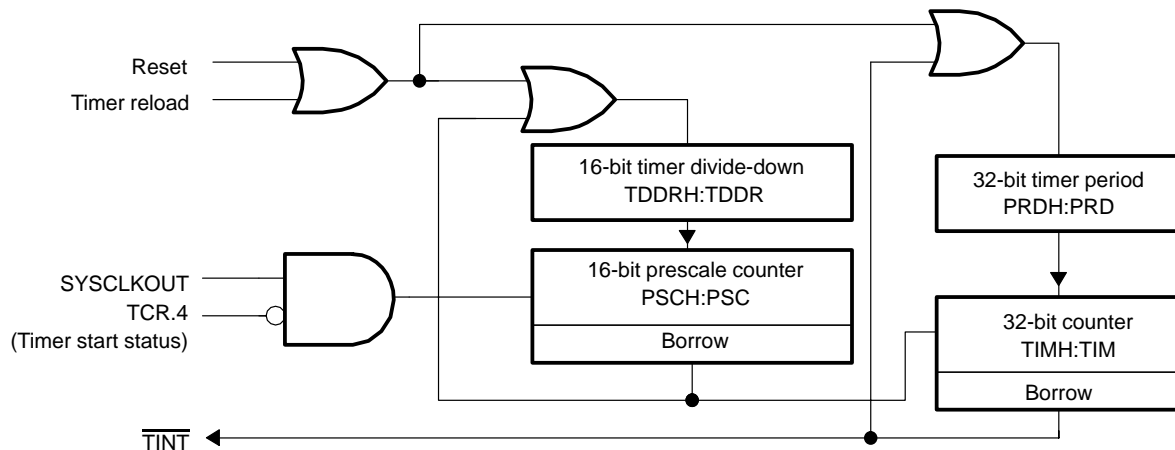 Reset
Timer reload
16-bit timer divide-down
TDDRH:TDDR
32-bit timer period
PRDH:PRD
SYSCLKOUT
TCR.4
(Timer start status)
16-bit prescale counter
PSCH:PSC
Borrow
32-bit counter
TIMH:TIM
Borrow
TINT